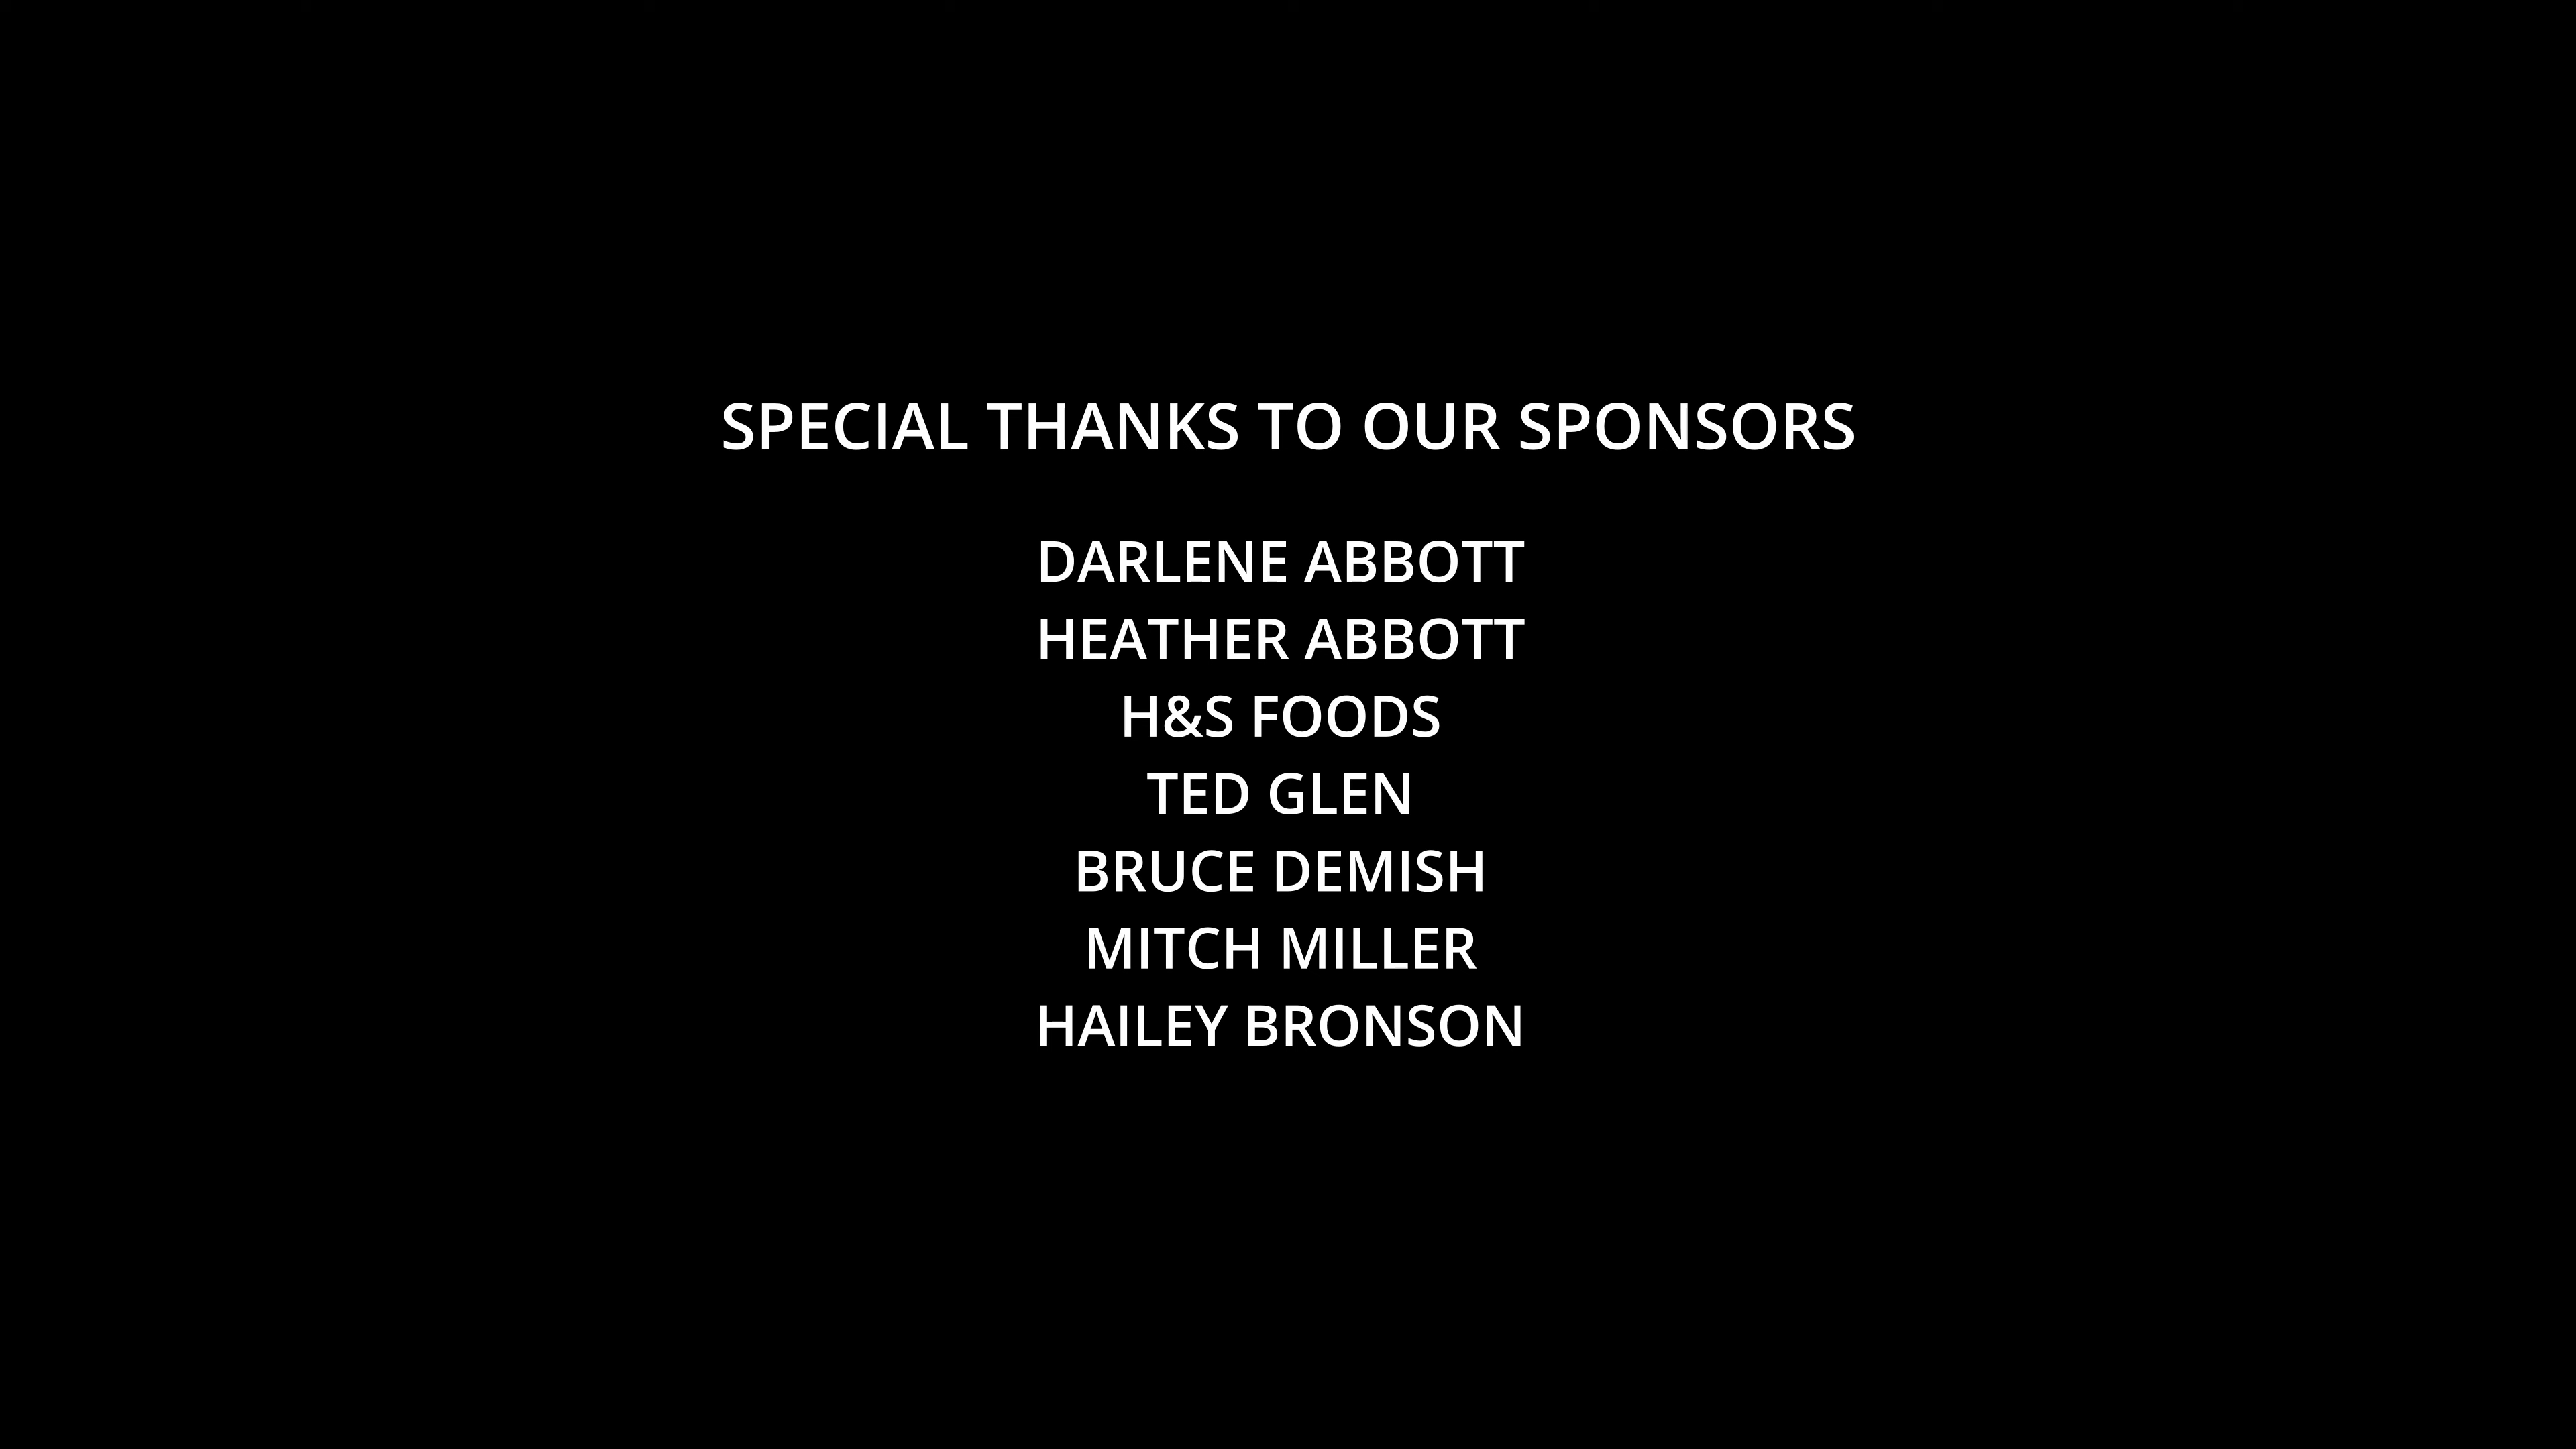 SPECIAL THANKS TO OUR SPONSORS
DARLENE ABBOTT
HEATHER ABBOTT
H&S FOODS
TED GLEN
BRUCE DEMISH
MITCH MILLER
HAILEY BRONSON